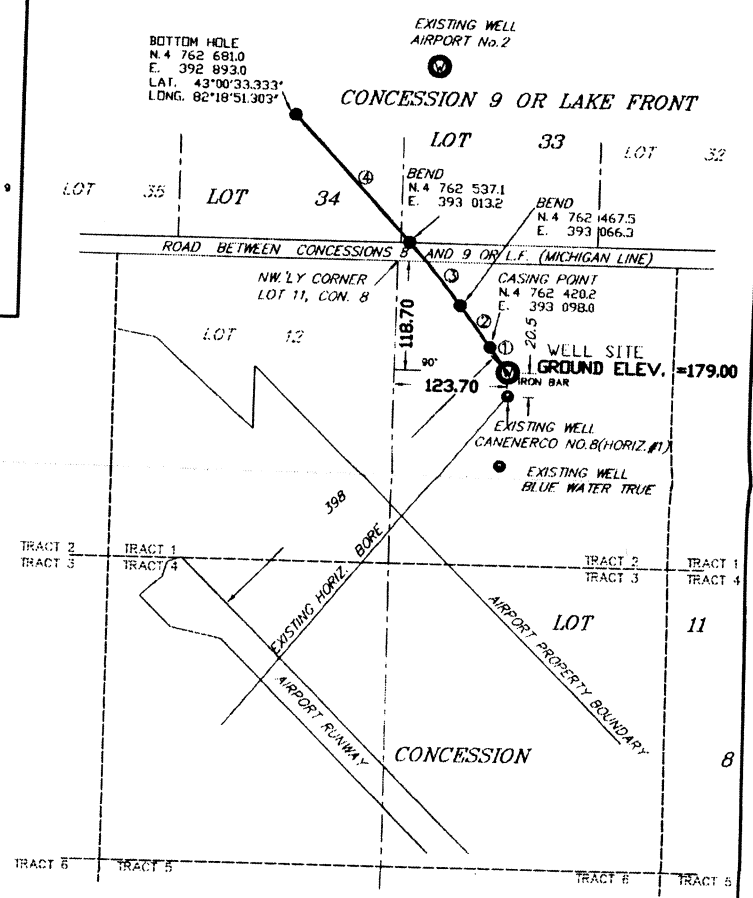 EXISTING WELL
AIRPORT No.2
BOTTOM HOLE
N. 4 762 681.0
E. 392 893.0
LAT. 43°00'33.333"
LONG. 82°18'51.303"
CONCESSION 9 OR LAKE FRONT
LOT 33
LOT 32
9
LOT 35
LOT 34
4
BEND
N. 4 762 537.1
E. 393 013.2
BEND
N. 4 762 467.5
E. 393 066.3
ROAD BETWEEN CONCESSIONS 8 AND 9 OR L.F. (MICHIGAN LINE)
NW.'LY CORNER
LOT 11, CON. 8
3
CASING POINT
N. 4 762 420.2
E. 393 098.0
LOT 12
118.70
2
1
20.5
WELL SITE
GROUND ELEV. =179.00
90°
123.70
W
IRON BAR
EXISTING WELL
CANENERCO NO.8(HORIZ.#1)
EXISTING WELL
BLUE WATER TRUE
398
EXISTING HORIZ. BORE
TRACT 2
TRACT 1
TRACT 2
TRACT 1
TRACT 3
TRACT 4
TRACT 3
TRACT 4
AIRPORT PROPERTY BOUNDARY
LOT 11
AIRPORT RUNWAY
CONCESSION 8
TRACT 6
TRACT 5
TRACT 6
TRACT 5